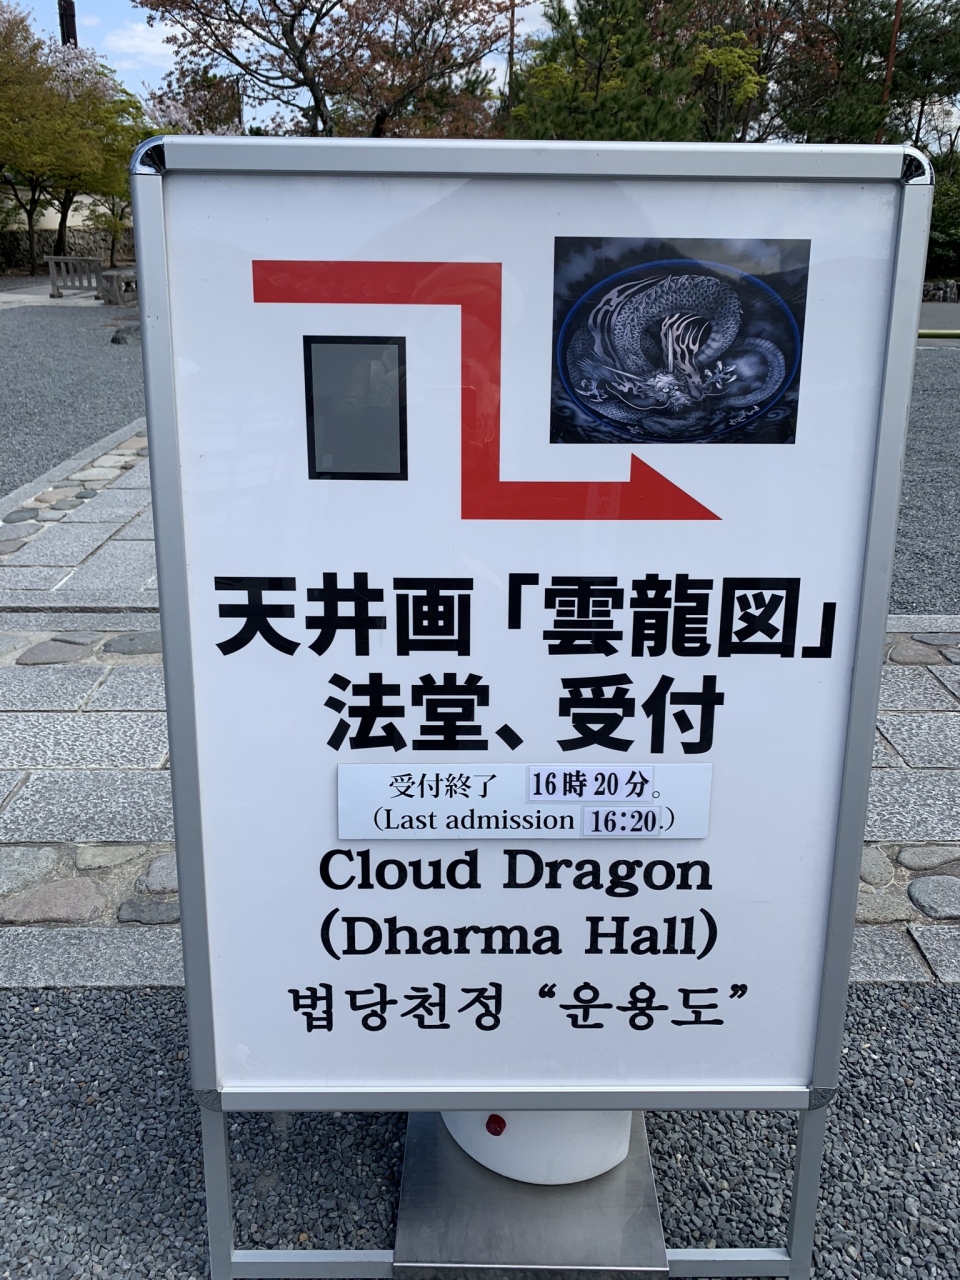 天井画「雲龍図」
法堂、受付
受付終了 16時20分。
(Last admission 16:20.)
Cloud Dragon
(Dharma Hall)
법당천정 “운용도”